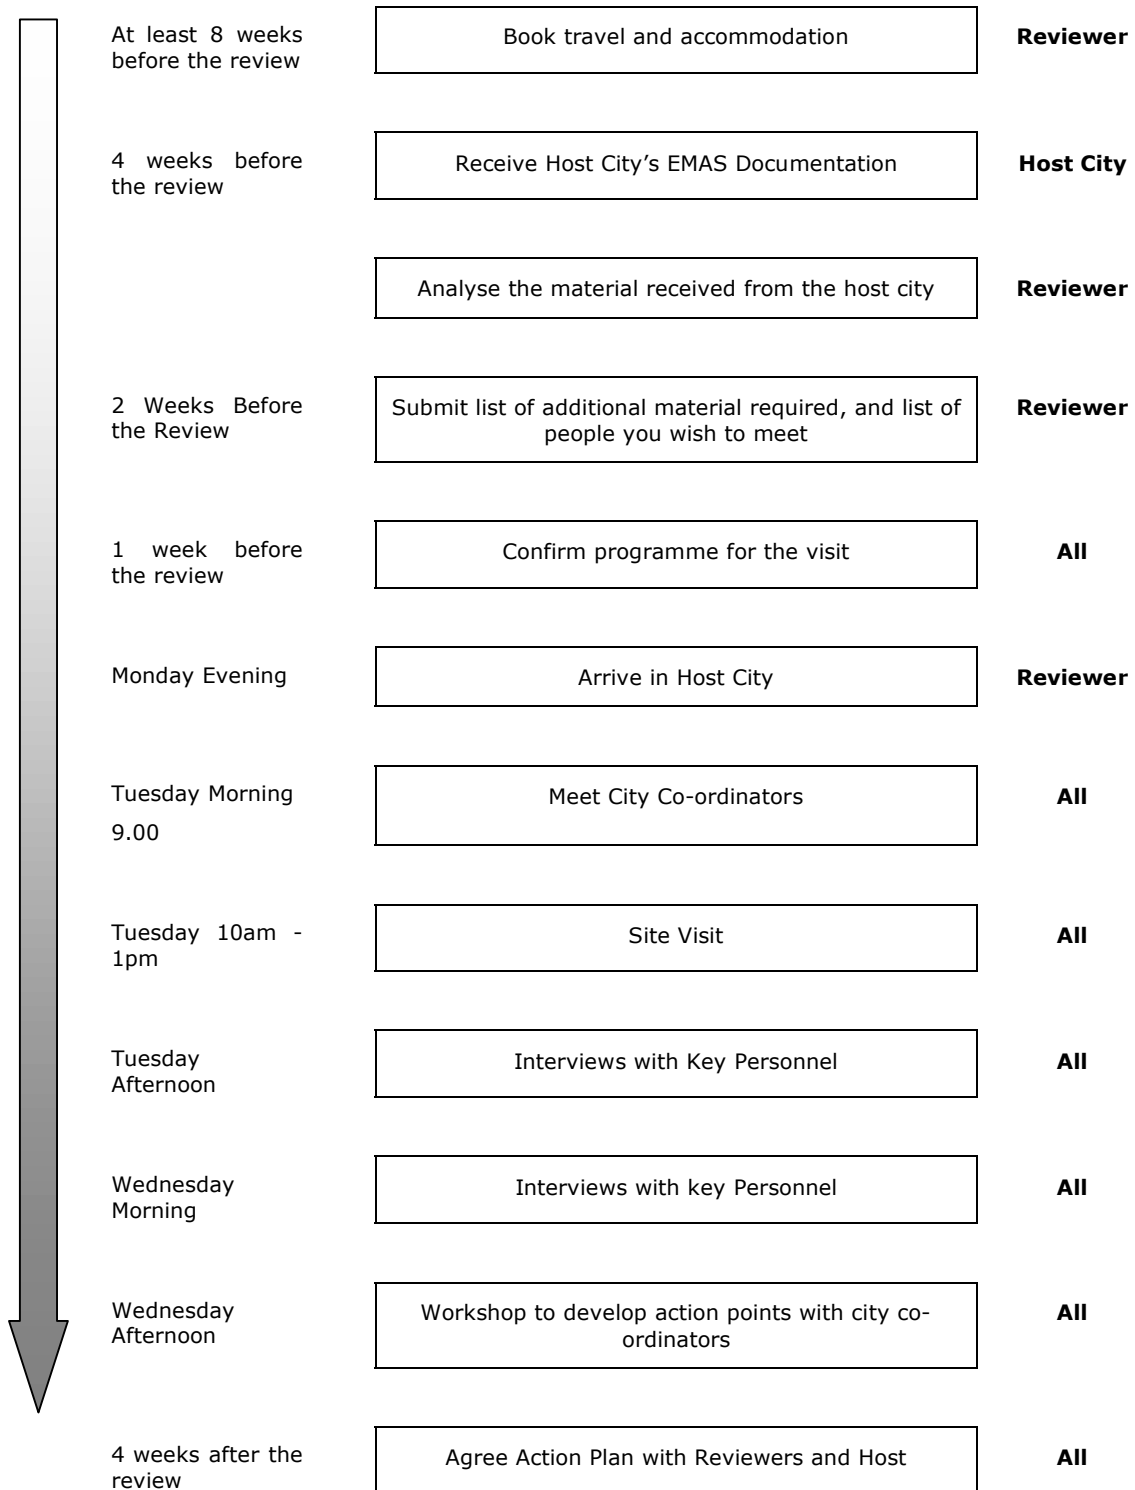 At least 8 weeks
before the review
Book travel and accommodation
Reviewer
4 weeks before
the review
Receive Host City’s EMAS Documentation
Host City
Analyse the material received from the host city
Reviewer
2 Weeks Before
the Review
Submit list of additional material required, and list of
people you wish to meet
Reviewer
1 week before
the review
Confirm programme for the visit
All
Monday Evening
Arrive in Host City
Reviewer
Tuesday Morning
9.00
Meet City Co-ordinators
All
Tuesday 10am -
1pm
Site Visit
All
Tuesday
Afternoon
Interviews with Key Personnel
All
Wednesday
Morning
Interviews with key Personnel
All
Wednesday
Afternoon
Workshop to develop action points with city co-
ordinators
All
4 weeks after the
review
Agree Action Plan with Reviewers and Host
All